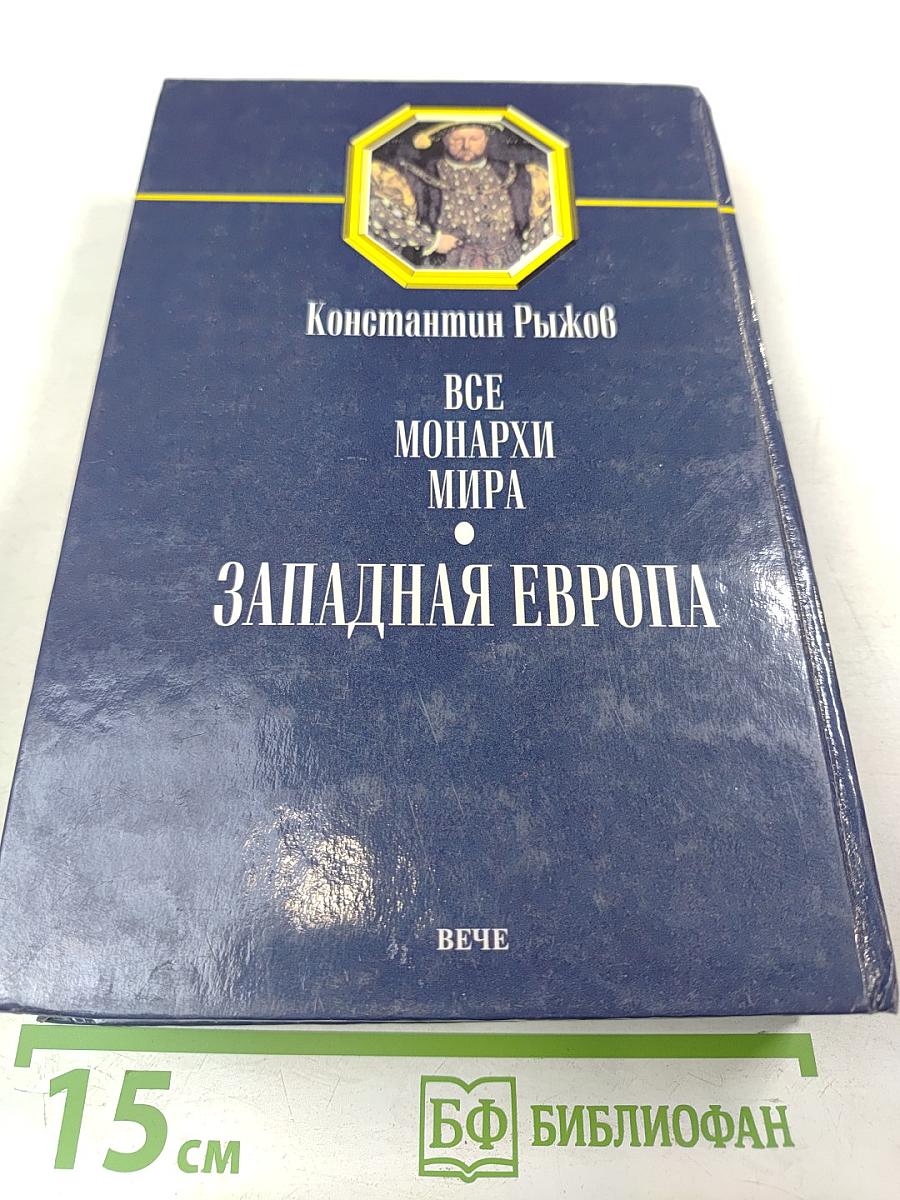 Константин Рыжов
ВСЕ
МОНАРХИ
МИРА
•
ЗАПАДНАЯ ЕВРОПА
ВЕЧЕ
15 см
БФ БИБЛИОФАН